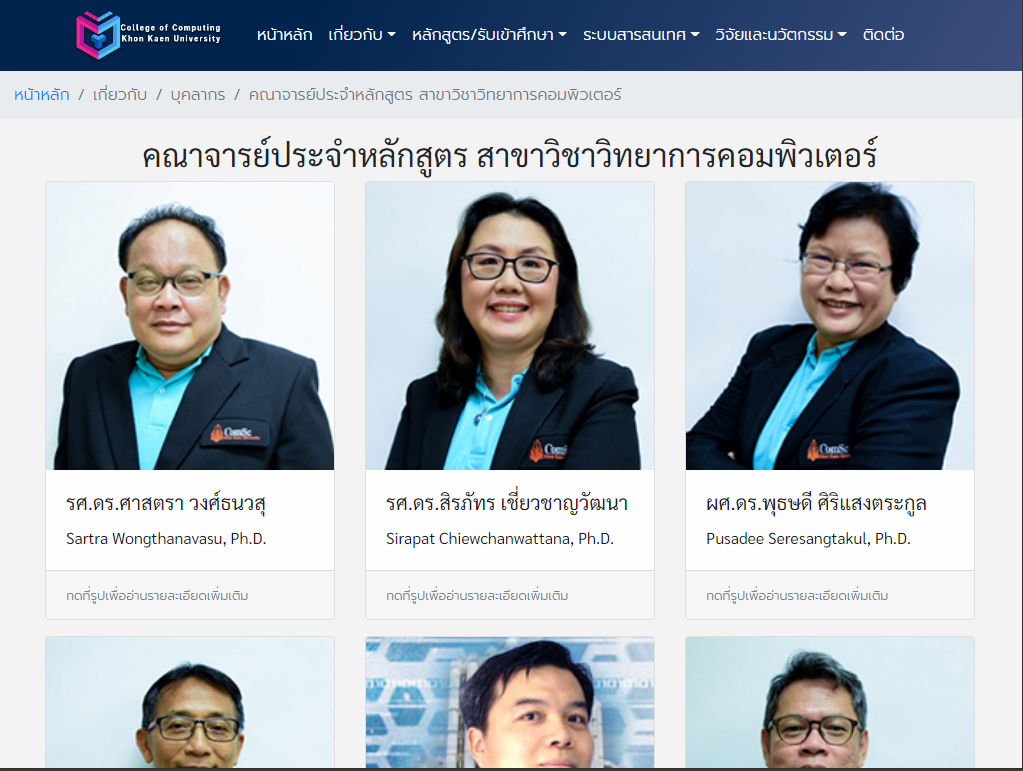 College of Computing
Khon Kaen University
หน้าหลัก เกี่ยวกับ หลักสูตร/รับเข้าศึกษา ระบบสารสนเทศ วิจัยและนวัตกรรม ติดต่อ
หน้าหลัก / เกี่ยวกับ / บุคลากร / คณาจารย์ประจำหลักสูตร สาขาวิชาวิทยาการคอมพิวเตอร์
คณาจารย์ประจำหลักสูตร สาขาวิชาวิทยาการคอมพิวเตอร์
ComSc
ComSc
ComSc
รศ.ดร.ศาสตรา วงศ์ธนวสุ
Sartra Wongthanavasu, Ph.D.
กดที่รูปเพื่ออ่านรายละเอียดเพิ่มเติม
รศ.ดร.สิรภัทร เชี่ยวชาญวัฒนา
Sirapat Chiewchanwattana, Ph.D.
กดที่รูปเพื่ออ่านรายละเอียดเพิ่มเติม
ผศ.ดร.พุธษดี ศิริแสงตระกูล
Pusadee Seresangtakul, Ph.D.
กดที่รูปเพื่ออ่านรายละเอียดเพิ่มเติม